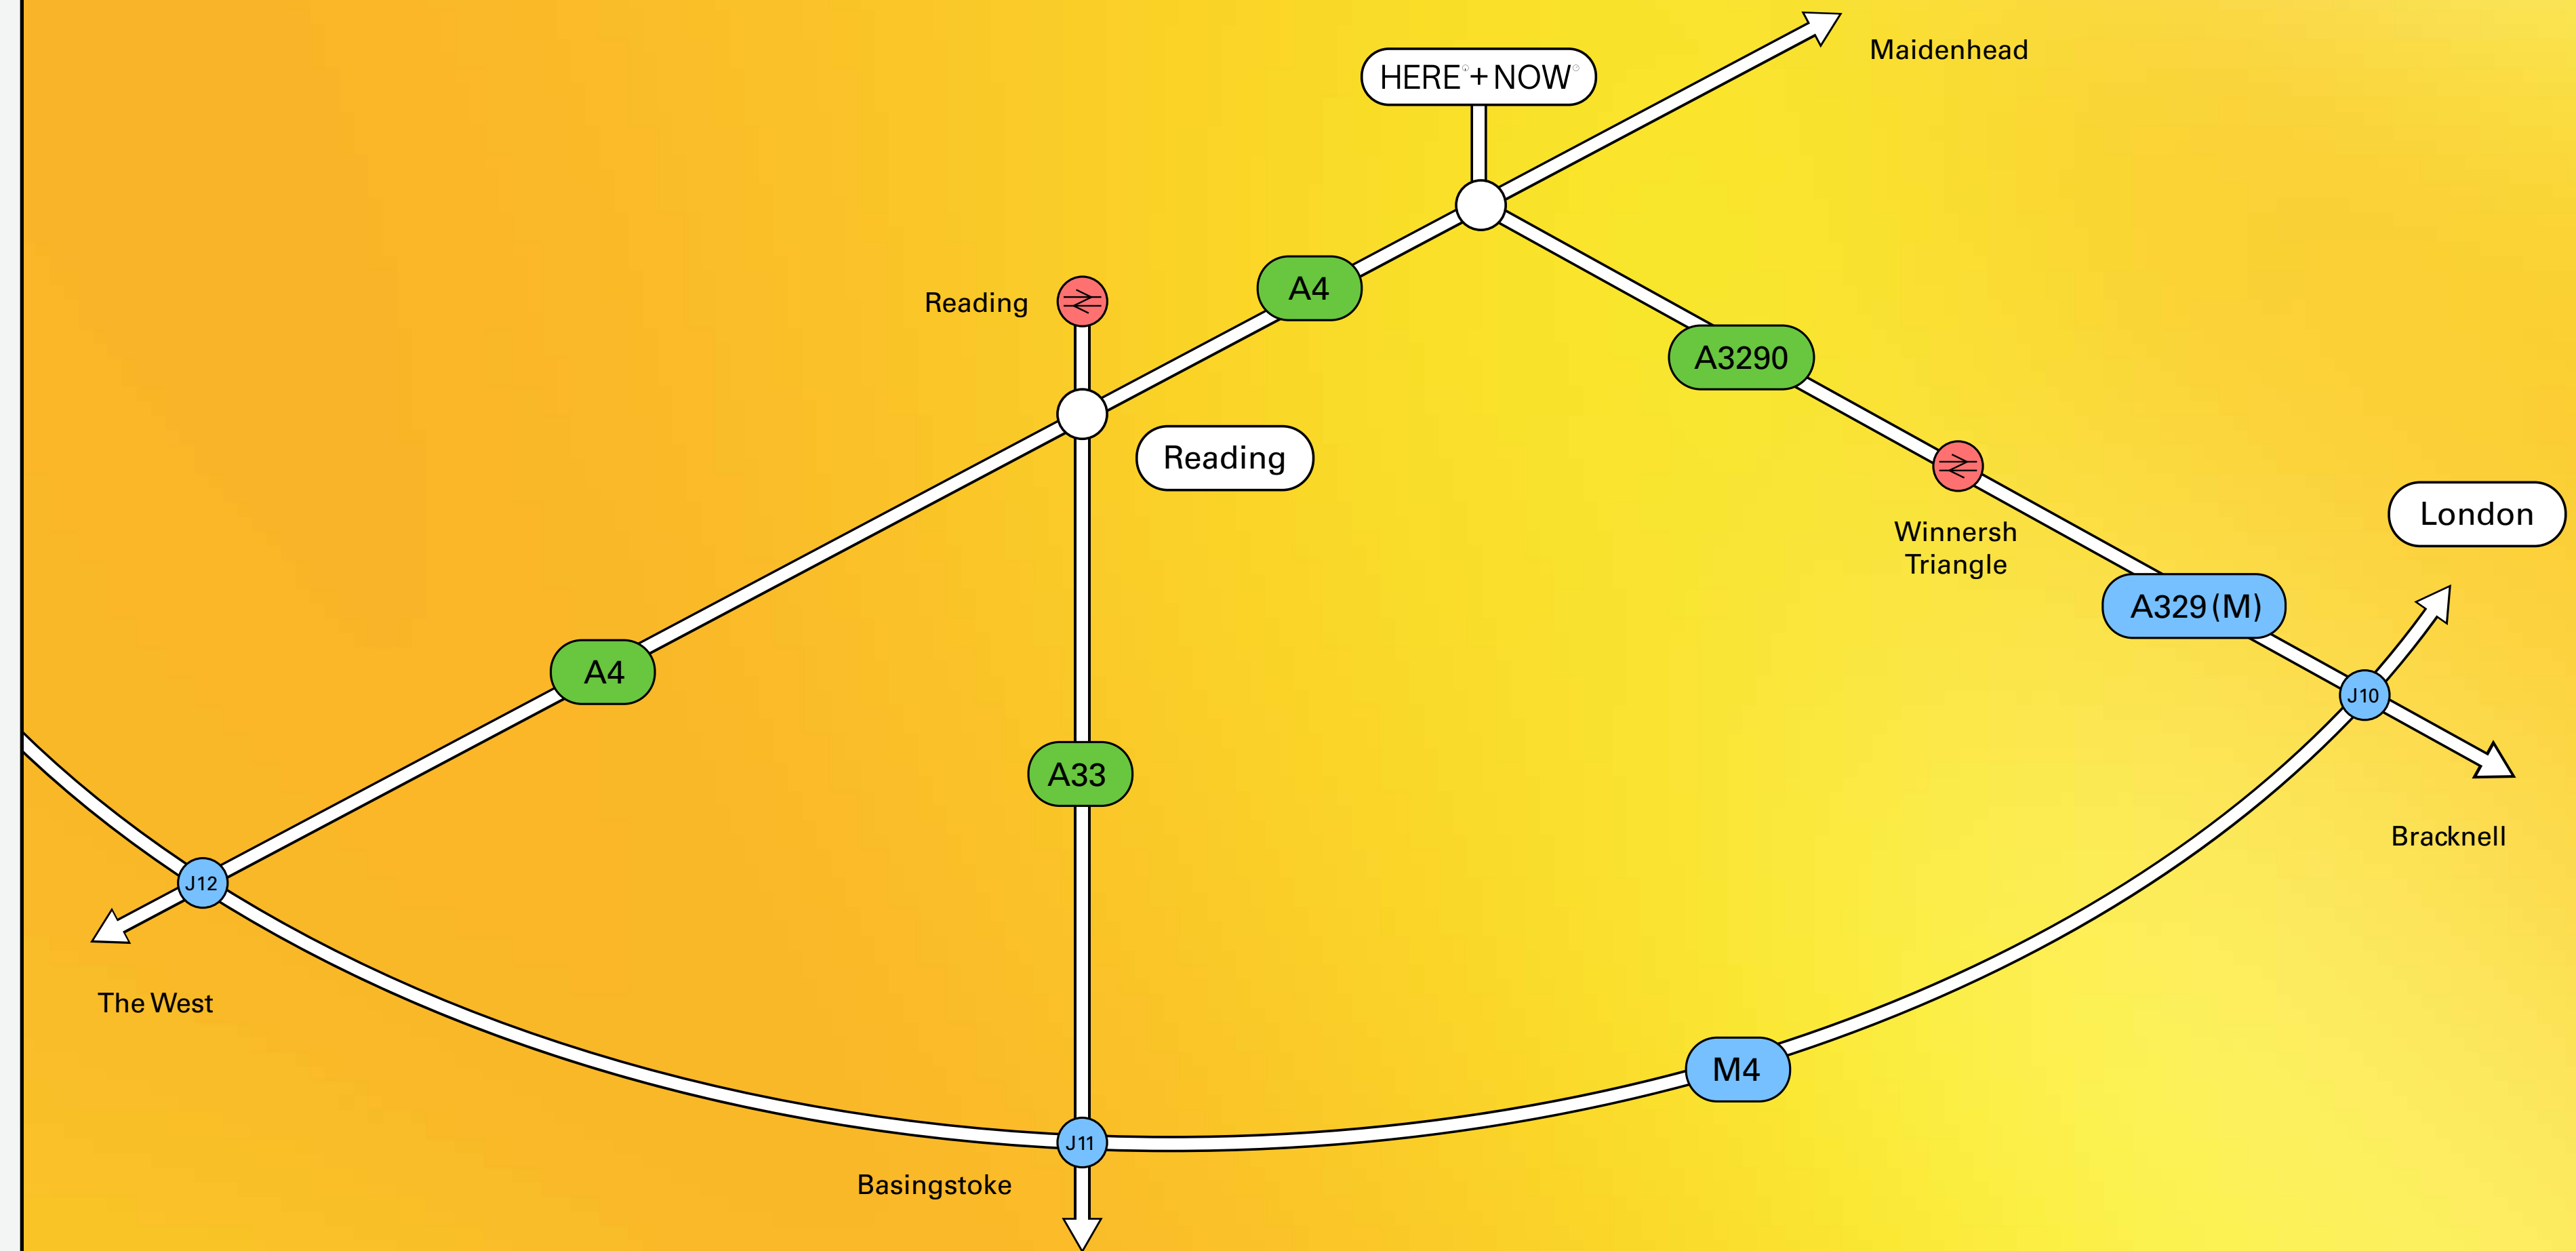 Maidenhead
HERE + NOW
A4
Reading
A3290
Reading
London
Winnersh
Triangle
A329 (M)
A4
J10
A33
Bracknell
J12
The West
M4
J11
Basingstoke